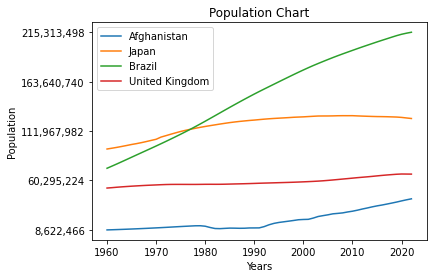 Population Chart
215,313,498
163,640,740
111,967,982
60,295,224
8,622,466
Population
Afghanistan
Japan
Brazil
United Kingdom
1960 1970 1980 1990 2000 2010 2020
Years